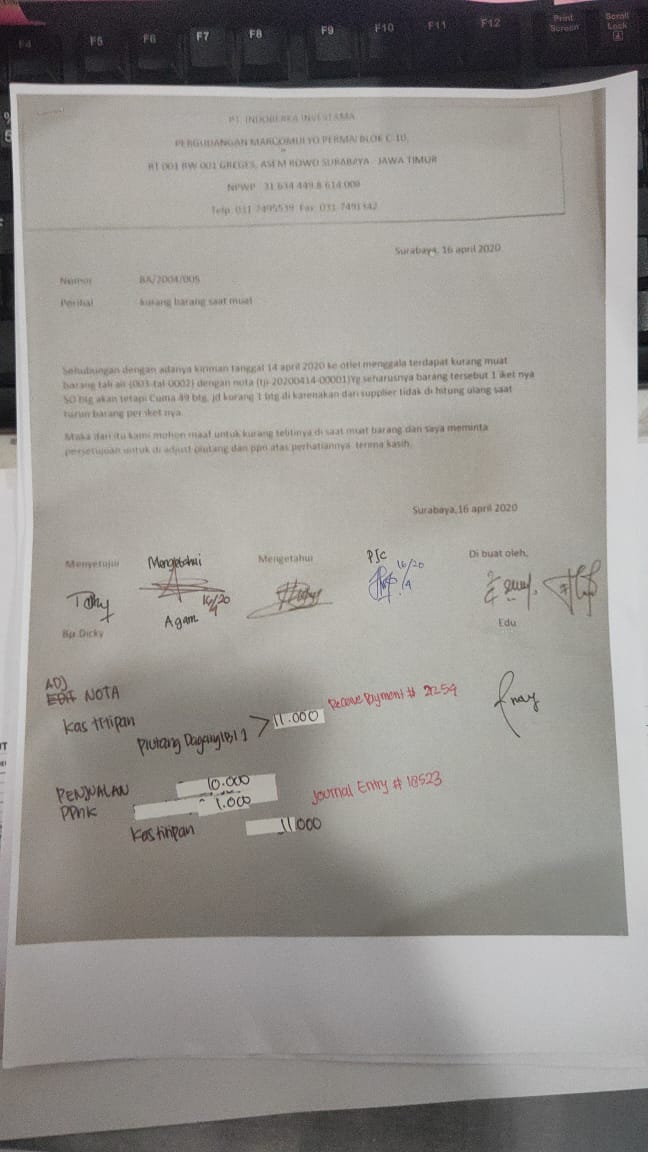 F4 F5 F6 F7 F8 F9 F10 F11 F12 Print Screen Scroll Lock
PT. INDOBERKA INVESTAMA
PERGUDANGAN MARGOMULYO PERMAI BLOK C-10,
RT 001 RW 001 GREGES, ASEM ROWO SURABAYA - JAWA TIMUR
NPWP 31 634 449 8 614 000
Telp. 031 7495539 Fax. 031 7491342
Surabaya, 16 april 2020
Nomor BA/2004/005
Perihal kurang barang saat muat
Sehubungan dengan adanya kiriman tanggal 14 april 2020 ke otlet menggala terdapat kurang muat
barang tali air (003-tal-0002) dengan nota (tji-20200414-00001)Yg seharusnya barang tersebut 1 iket nya
50 btg akan tetapi Cuma 49 btg, jd kurang 1 btg di karenakan dari supplier tidak di hitung ulang saat
turun barang per iket nya.
Maka dari itu kami mohon maaf untuk kurang telitinya di saat muat barang dan saya meminta
persetujuan untuk di adjust piutang dan ppn atas perhatiannya terima kasih.
Surabaya,16 april 2020
Menyetujui Mengetahui Mengetahui PIC Di buat oleh,
16/20 4 16/20 4
Bp.Dicky Agam Edu
ADJ
EDIT NOTA
Kas titipan
Piutang Dagang 11.000 Receive Payment #
PENJUALAN 10.000
PPNK 1.000 Journal Entry # 18523
Kas titipan 11.000